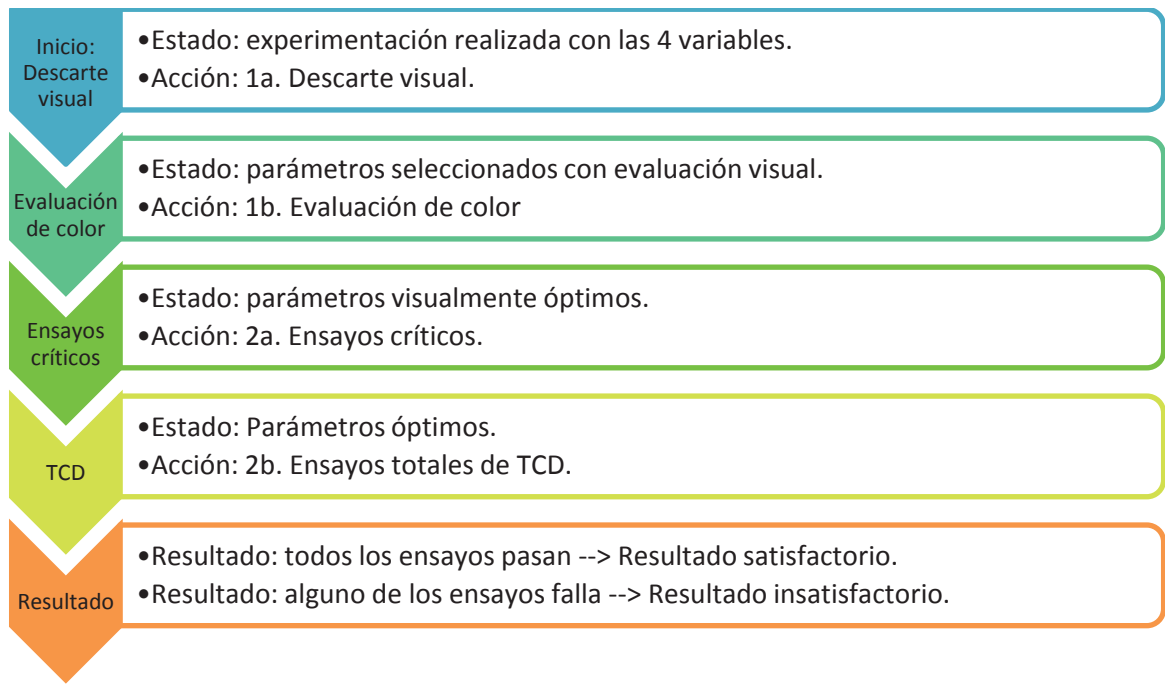 Inicio:
Descarte
visual
•Estado: experimentación realizada con las 4 variables.
•Acción: 1a. Descarte visual.
Evaluación
de color
•Estado: parámetros seleccionados con evaluación visual.
•Acción: 1b. Evaluación de color
Ensayos
críticos
•Estado: parámetros visualmente óptimos.
•Acción: 2a. Ensayos críticos.
TCD
•Estado: Parámetros óptimos.
•Acción: 2b. Ensayos totales de TCD.
Resultado
•Resultado: todos los ensayos pasan --> Resultado satisfactorio.
•Resultado: alguno de los ensayos falla --> Resultado insatisfactorio.